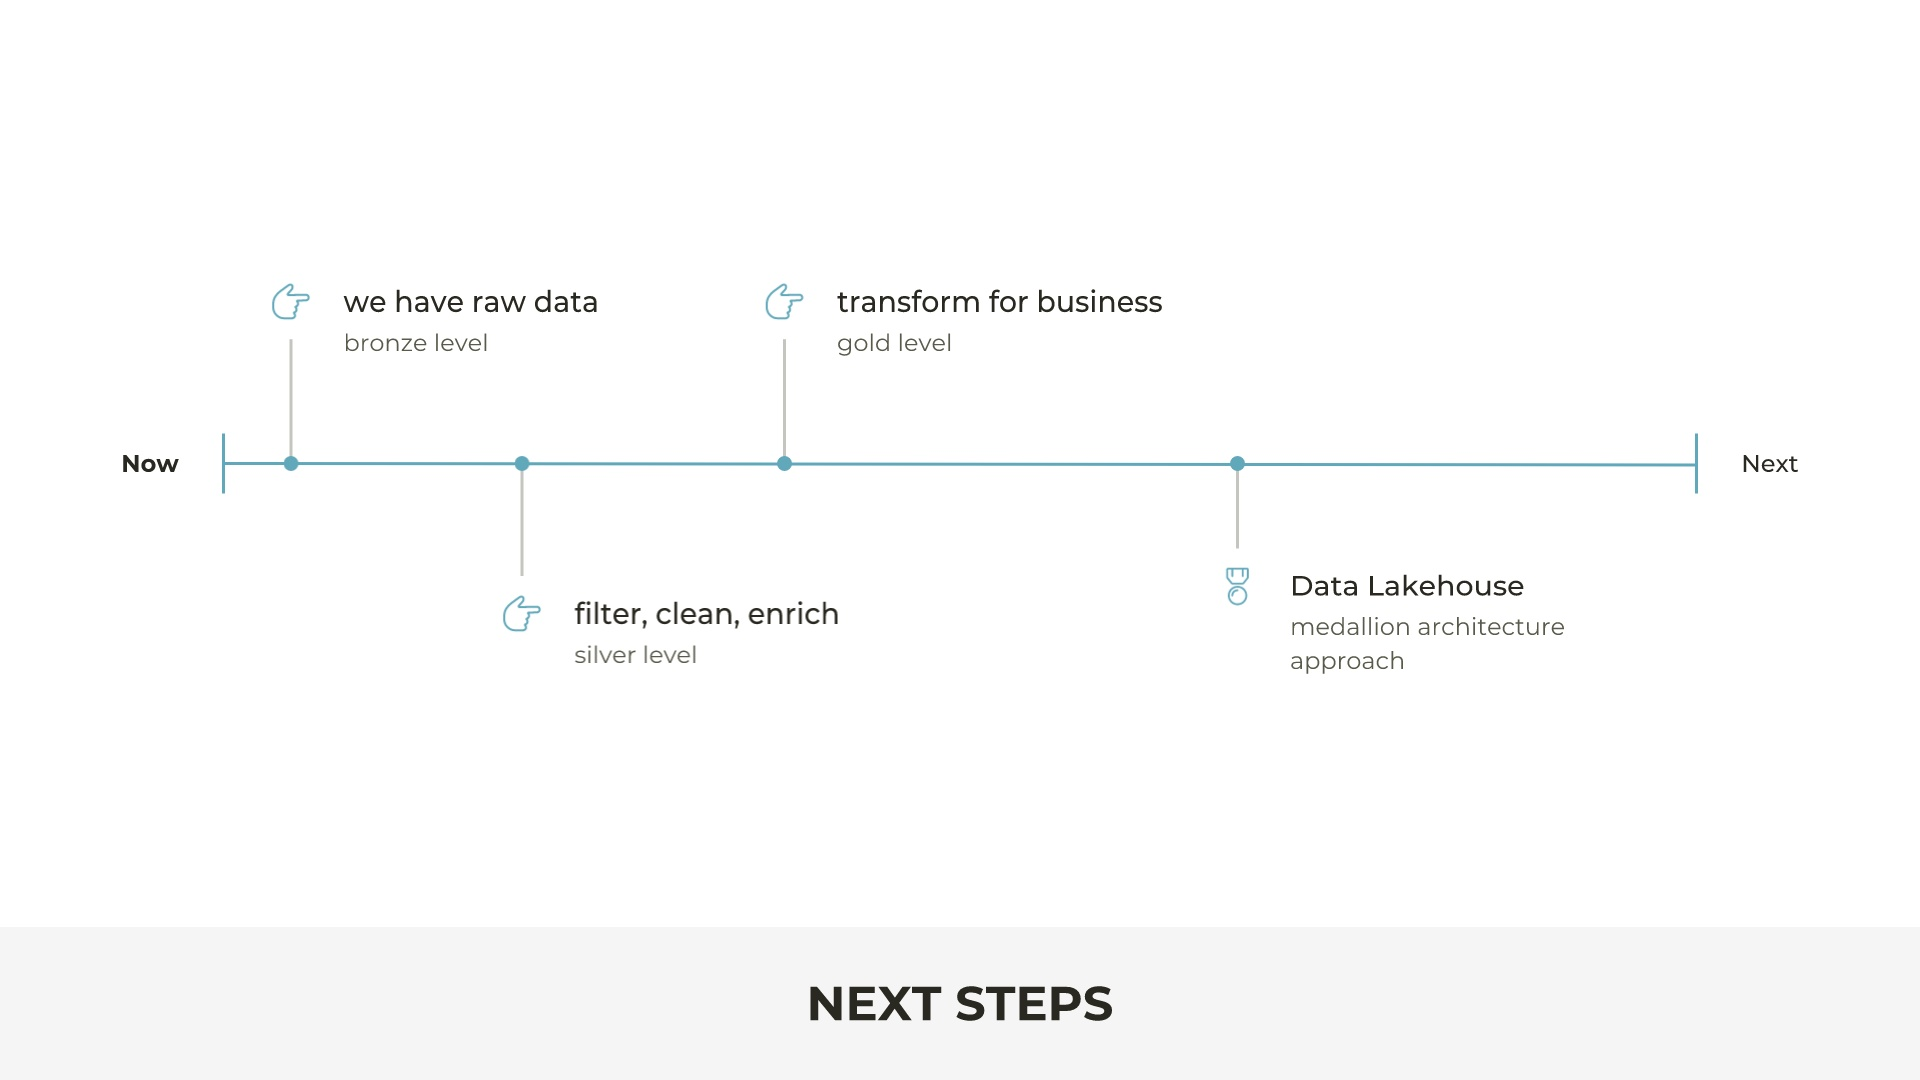 we have raw data
bronze level
transform for business
gold level
Now
Next
filter, clean, enrich
silver level
Data Lakehouse
medallion architecture
approach
NEXT STEPS